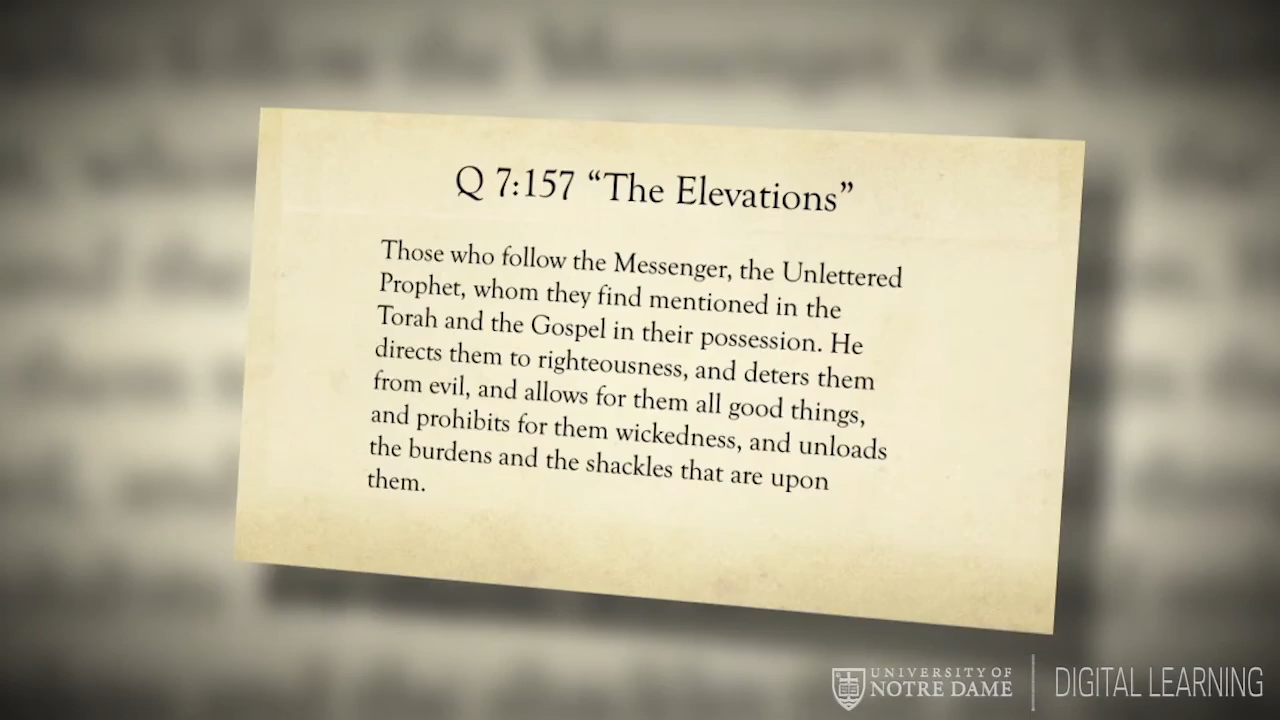 Q 7:157 “The Elevations”
Those who follow the Messenger, the Unlettered
Prophet, whom they find mentioned in the
Torah and the Gospel in their possession. He
directs them to righteousness, and deters them
from evil, and allows for them all good things,
and prohibits for them wickedness, and unloads
the burdens and the shackles that are upon
them.
UNIVERSITY OF
NOTRE DAME
DIGITAL LEARNING